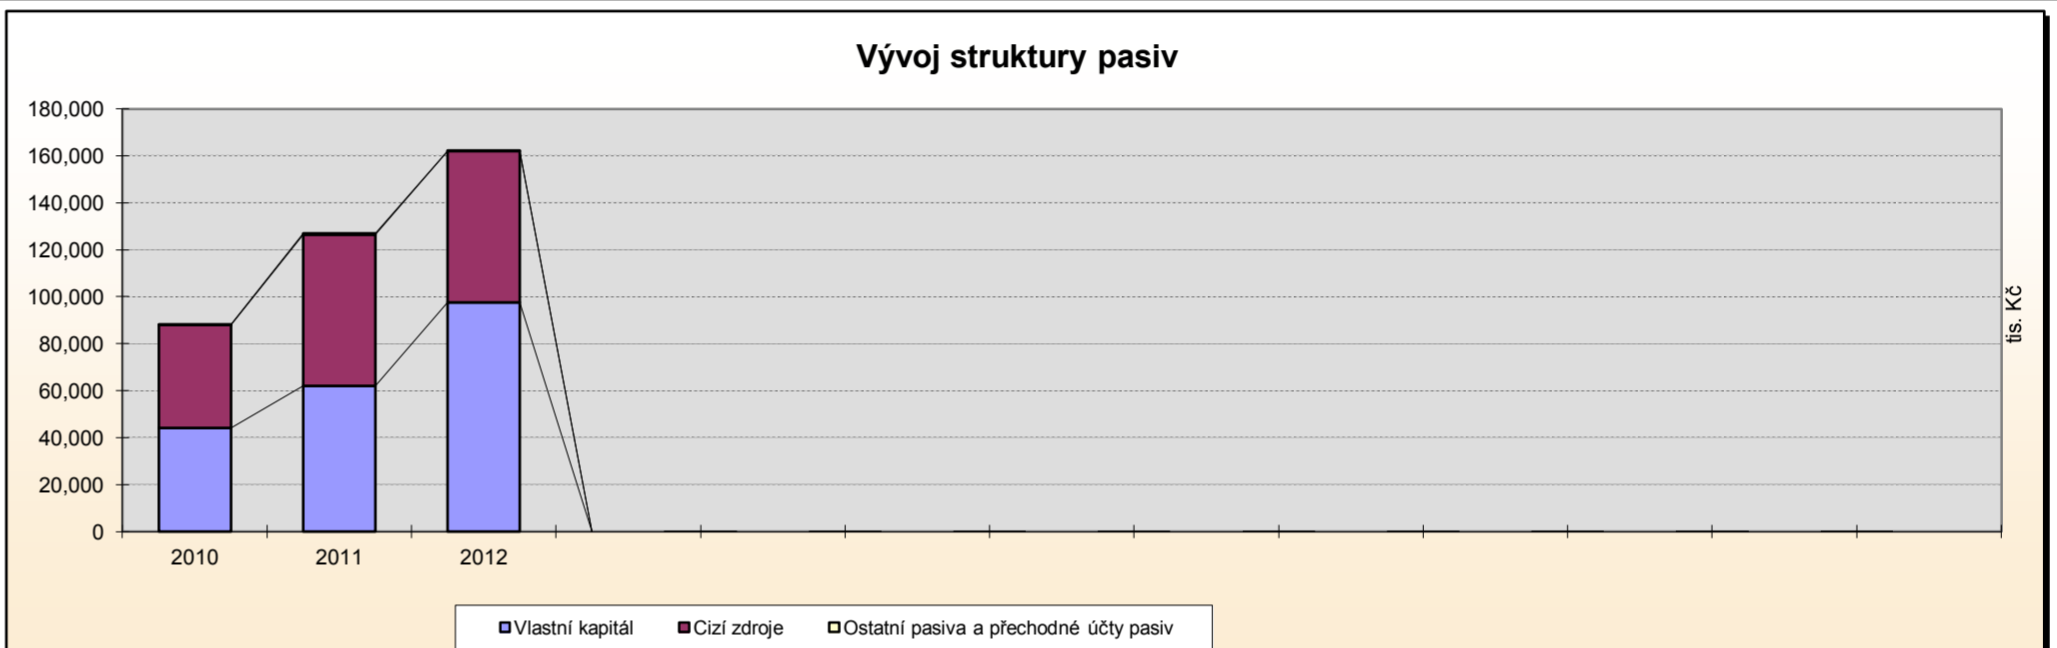 Vývoj struktury pasiv
180,000
160,000
140,000
120,000
100,000
80,000
60,000
40,000
20,000
0
tis. Kč
2010 2011 2012
Vlastní kapitál Cizí zdroje Ostatní pasiva a přechodné účty pasiv